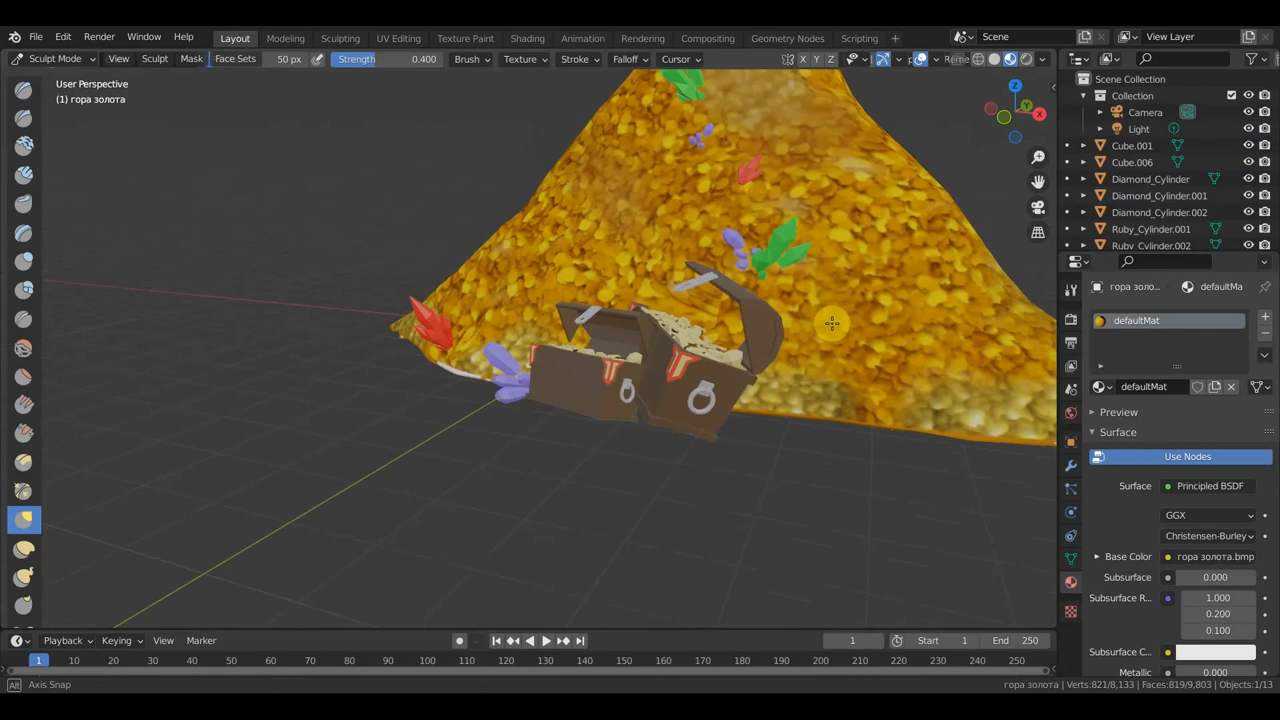 File Edit Render Window Help Layout Modeling Sculpting UV Editing Texture Paint Shading Animation Rendering Compositing Geometry Nodes Scripting + Scene View Layer
Sculpt Mode View Sculpt Mask Face Sets 50 px Strength 0.400 Brush Texture Stroke Falloff Cursor X Y Z
User Perspective
(1) гора золота
Z
Y
X
Scene Collection
Collection
Camera
Light
Cube.001
Cube.006
Diamond_Cylinder
Diamond_Cylinder.001
Diamond_Cylinder.002
Ruby_Cylinder.001
Ruby_Cylinder.002
гора золо... defaultMa
defaultMat
defaultMat
Preview
Surface
Use Nodes
Surface Principled BSDF
GGX
Christensen-Burley
Base Color гора золота.bmp
Subsurface 0.000
Subsurface R... 1.000
0.200
0.100
Subsurface C...
Metallic 0.000
Playback Keying View Marker 1 Start 1 End 250
1 10 20 30 40 50 60 70 80 90 100 110 120 130 140 150 160 170 180 190 200 210 220 230 240 250
Alt Axis Snap гора золота | Verts:821/8,133 | Faces:819/9,803 | Objects:1/13